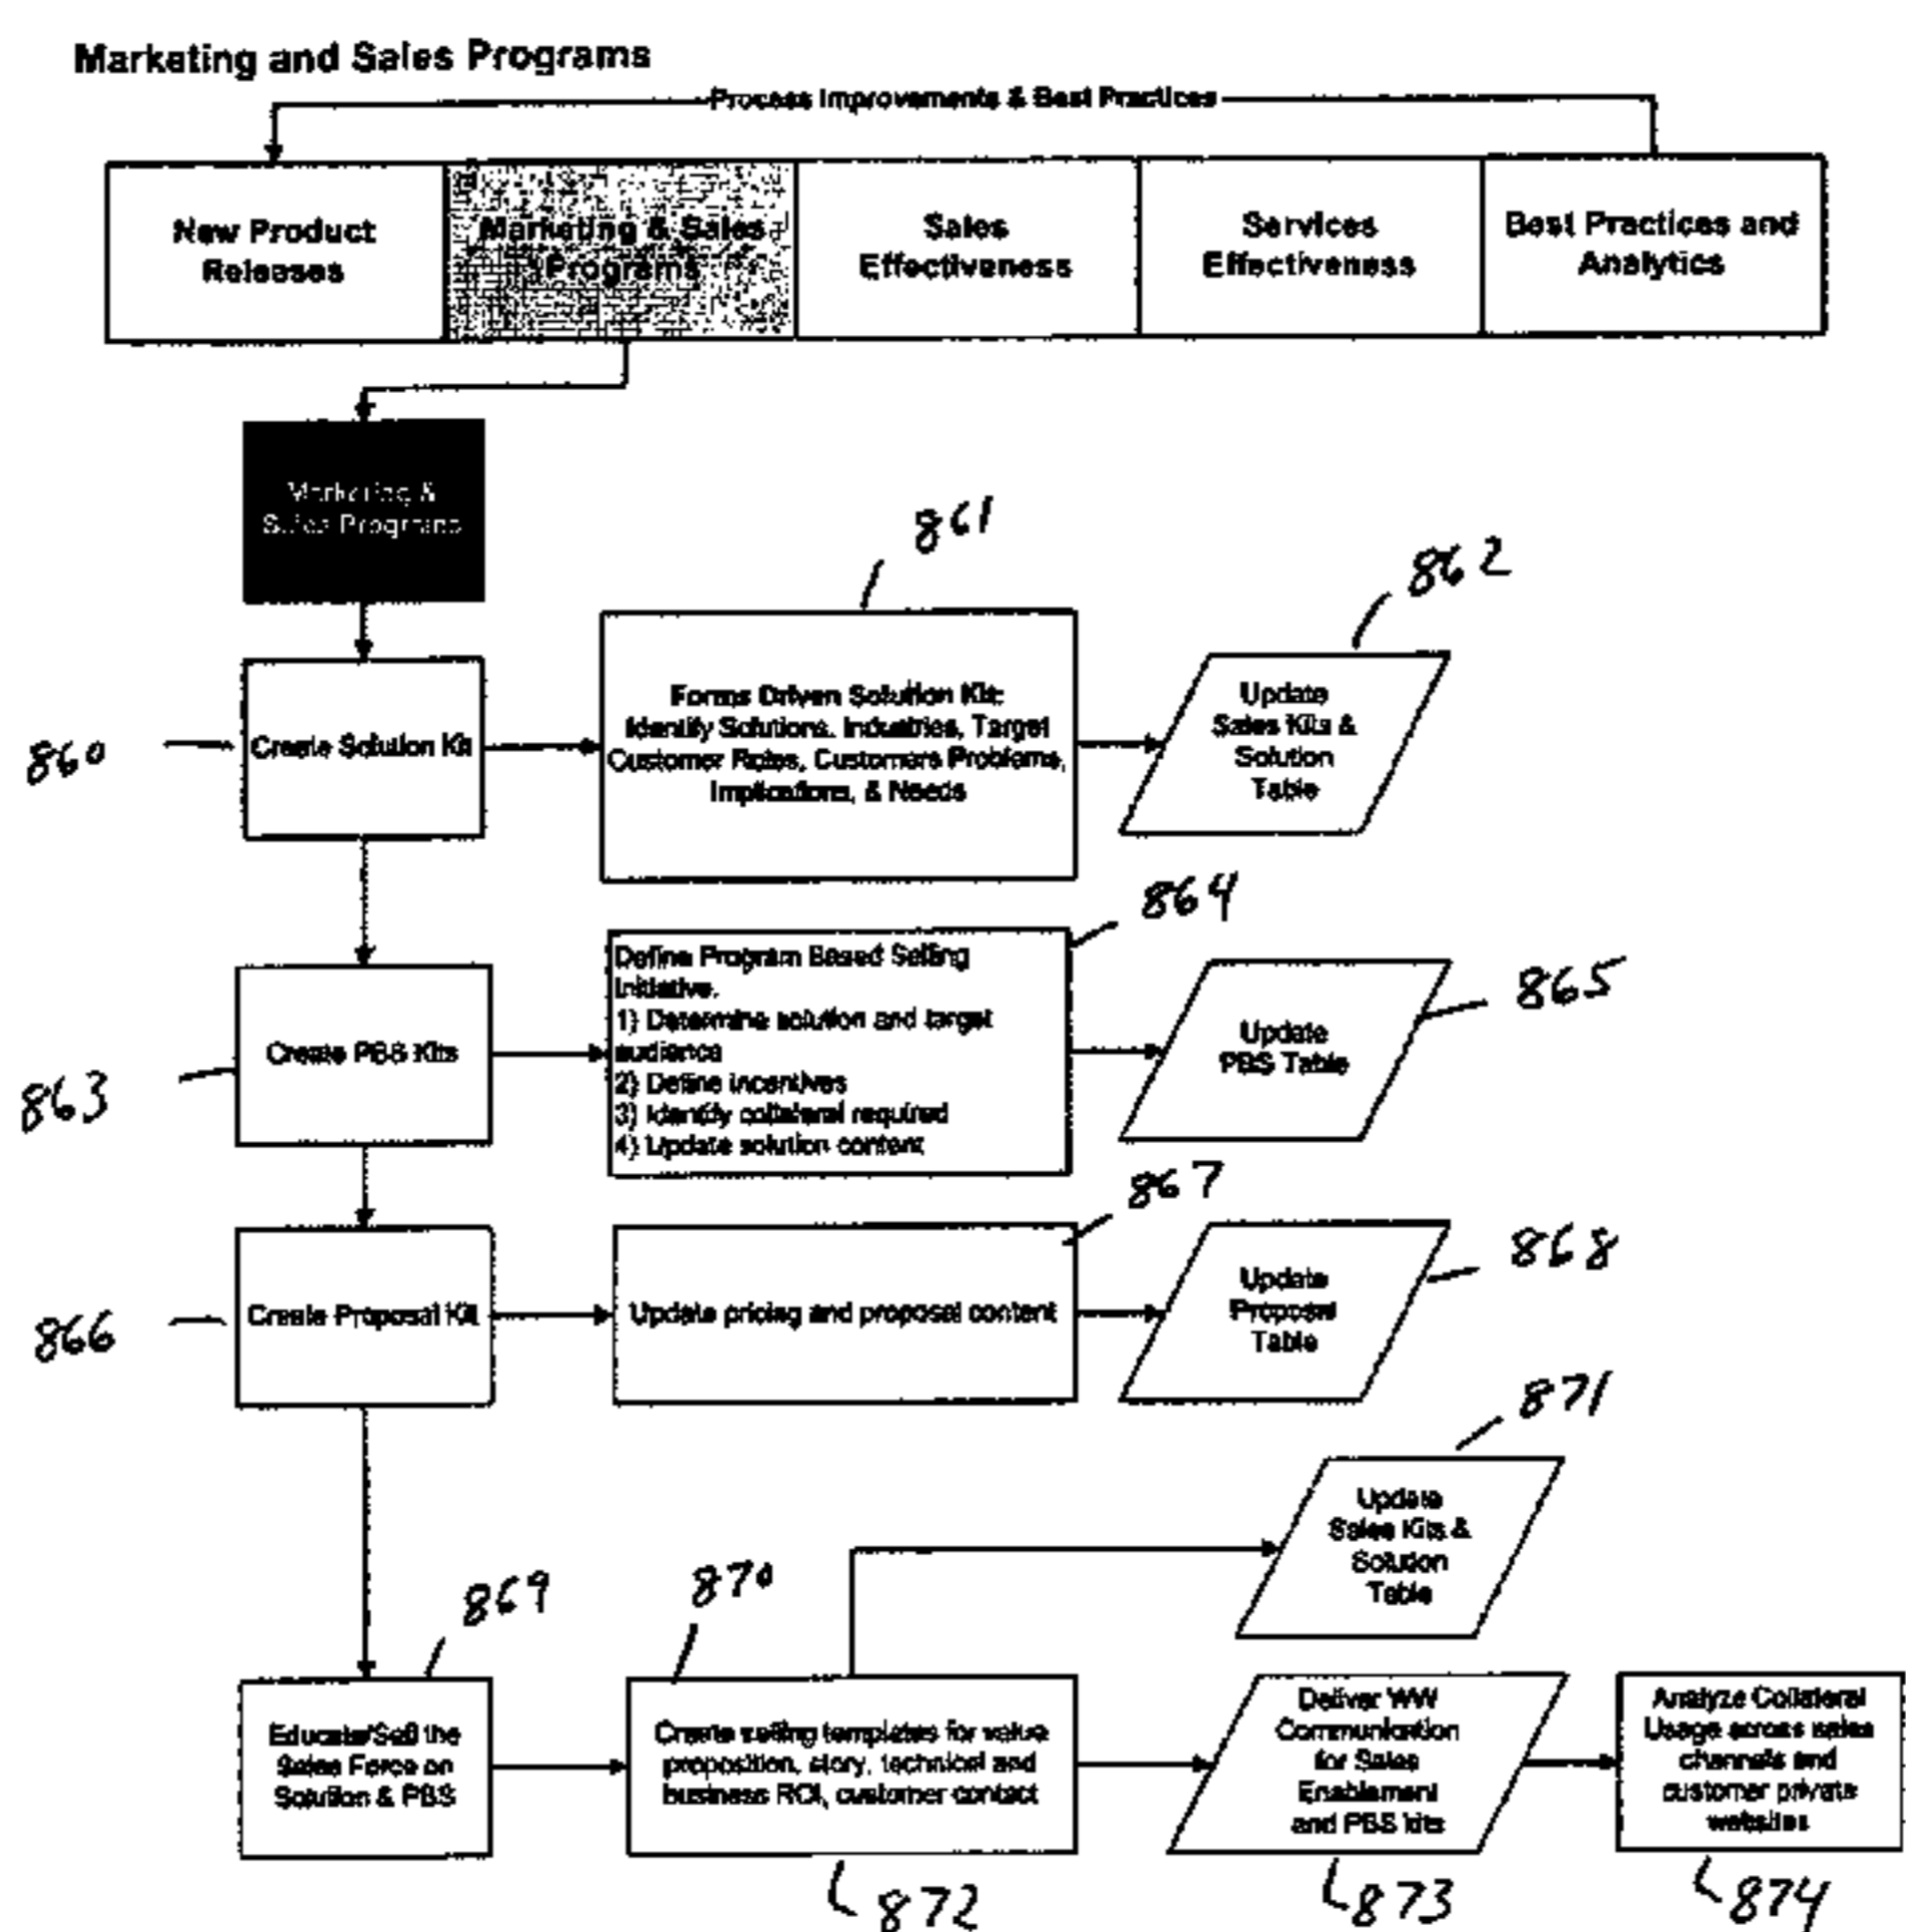 Marketing and Sales Programs
Process Improvements & Best Practices
New Product
Releases
Marketing & Sales
Programs
Sales
Effectiveness
Services
Effectiveness
Best Practices and
Analytics
Marketing &
Sales Programs
861
862
860
Create Solution Kit
Forms Driven Solution Kit:
Identify Solutions, Industries, Target
Customer Roles, Customers Problems,
Implications, & Needs
Update
Sales Kits &
Solution
Table
864
865
863
Create PBS Kits
Define Program Based Selling
Initiative.
1) Determine solution and target
audience
2) Define incentives
3) Identify collateral required
4) Update solution content
Update
PBS Table
867
868
866
Create Proposal Kit
Update pricing and proposal content
Update
Proposal
Table
871
Update
Sales Kits &
Solution
Table
869
870
Educate/Sell the
Sales Force on
Solution & PBS
Create selling templates for value
proposition, story, technical and
business ROI, customer contact
Deliver WW
Communication
for Sales
Enablement
and PBS kits
Analyze Collateral
Usage across sales
channels and
customer private
websites
872
873
874